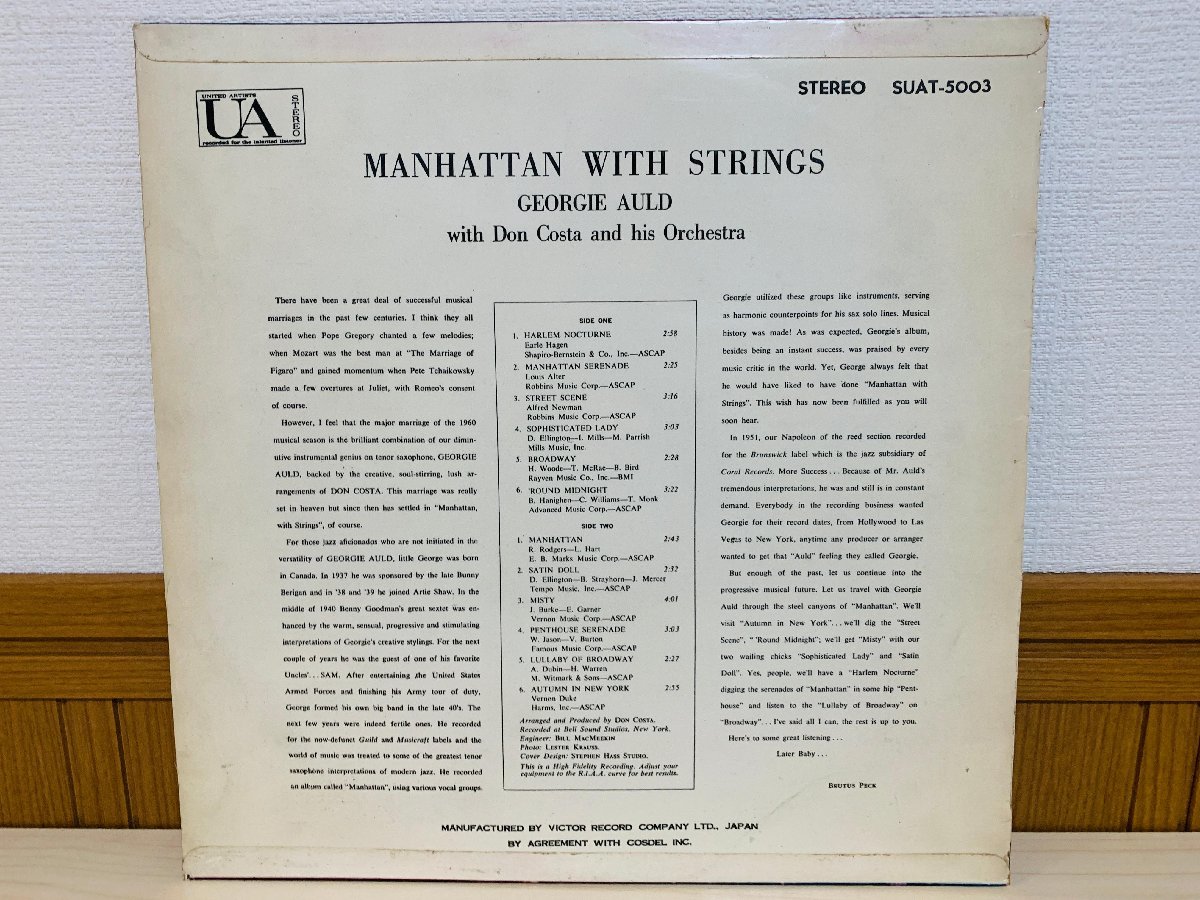 UNITED ARTISTS
UA
STEREO
recorded for the talented listener
STEREO SUAT-5003
MANHATTAN WITH STRINGS
GEORGIE AULD
with Don Costa and his Orchestra
There have been a great deal of successful musical
marriages in the past few centuries. I think they all
started when Pope Gregory chanted a few melodies;
when Mozart was the best man at "The Marriage of
Figaro" and gained momentum when Pete Tchaikowsky
made a few overtures at Juliet, with Romeo's consent
of course.
However, I feel that the major marriage of the 1960
musical season is the brilliant combination of our dimin-
utive instrumental genius on tenor saxophone, GEORGIE
AULD, backed by the creative, soul-stirring, lush ar-
rangements of DON COSTA. This marriage was really
set in heaven but since then has settled in "Manhattan,
with Strings", of course.
For those jazz aficionados who are not initiated in the
versatility of GEORGIE AULD, little George was born
in Canada. In 1937 he was sponsored by the late Bunny
Berigan and in '38 and '39 he joined Artie Shaw. In the
middle of 1940 Benny Goodman's great sextet was en-
hanced by the warm, sensual, progressive and stimulating
interpretations of Georgie's creative stylings. For the next
couple of years he was the guest of one of his favorite
Uncles'...SAM. After entertaining the United States
Armed Forces and finishing his Army tour of duty,
George formed his own big band in the late 40's. The
next few years were indeed fertile ones. He recorded
for the now-defunct Guild and Musicraft labels and the
world of music was treated to some of the greatest tenor
saxophone interpretations of modern jazz. He recorded
an album called "Manhattan", using various vocal groups.
SIDE ONE
1. HARLEM NOCTURNE 2:58
Earle Hagen
Shapiro-Bernstein & Co., Inc.—ASCAP
2. MANHATTAN SERENADE 2:25
Louis Alter
Robbins Music Corp.—ASCAP
3. STREET SCENE 3:16
Alfred Newman
Robbins Music Corp.—ASCAP
4. SOPHISTICATED LADY 3:03
D. Ellington—I. Mills—M. Parrish
Mills Music, Inc.
5. BROADWAY 2:28
H. Woode—T. McRae—B. Bird
Rayven Music Co., Inc.—BMI
6. 'ROUND MIDNIGHT 3:22
B. Hanighen—C. Williams—T. Monk
Advanced Music Corp.—ASCAP
SIDE TWO
1. MANHATTAN 2:43
R. Rodgers—L. Hart
E. B. Marks Music Corp.—ASCAP
2. SATIN DOLL 2:32
D. Ellington—B. Strayhorn—J. Mercer
Tempo Music, Inc.—ASCAP
3. MISTY 4:01
J. Burke—E. Garner
Vernon Music Corp.—ASCAP
4. PENTHOUSE SERENADE 3:03
W. Jason—V. Burton
Famous Music Corp.—ASCAP
5. LULLABY OF BROADWAY 2:27
A. Dubin—H. Warren
M. Witmark & Sons—ASCAP
6. AUTUMN IN NEW YORK 2:55
Vernon Duke
Harms, Inc.—ASCAP
Arranged and Produced by DON COSTA.
Recorded at Bell Sound Studios, New York.
Engineer: BILL MACMEEKIN
Photo: LESTER KRAUSS.
Cover Design: STEPHEN HASS STUDIO.
This is a High Fidelity Recording. Adjust your
equipment to the R.I.A.A. curve for best results.
Georgie utilized these groups like instruments, serving
as harmonic counterpoints for his sax solo lines. Musical
history was made! As was expected, Georgie's album,
besides being an instant success, was praised by every
music critic in the world. Yet, George always felt that
he would have liked to have done "Manhattan with
Strings". This wish has now been fulfilled as you will
soon hear.
In 1951, our Napoleon of the reed section recorded
for the Brunswick label which is the jazz subsidiary of
Coral Records. More Success... Because of Mr. Auld's
tremendous interpretations, he was and still is in constant
demand. Everybody in the recording business wanted
Georgie for their record dates, from Hollywood to Las
Vegas to New York, anytime any producer or arranger
wanted to get that "Auld" feeling they called Georgie.
But enough of the past, let us continue into the
progressive musical future. Let us travel with Georgie
Auld through the steel canyons of "Manhattan". We'll
visit "Autumn in New York"...we'll dig the "Street
Scene", "'Round Midnight"; we'll get "Misty" with our
two wailing chicks "Sophisticated Lady" and "Satin
Doll". Yes, people, we'll have a "Harlem Nocturne"
digging the serenades of "Manhattan" in some hip "Pent-
house" and listen to the "Lullaby of Broadway" on
"Broadway"...I've said all I can, the rest is up to you.
Here's to some great listening...
Later Baby...
BRUTUS PECK
MANUFACTURED BY VICTOR RECORD COMPANY LTD., JAPAN
BY AGREEMENT WITH COSDEL INC.